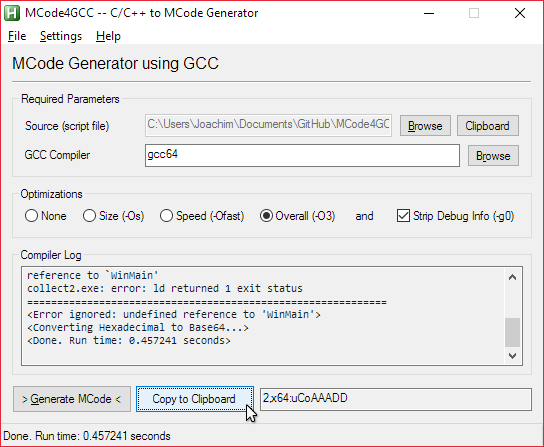 MCode4GCC -- C/C++ to MCode Generator
File Settings Help
MCode Generator using GCC
Required Parameters
Source (script file) C:\Users\Joachim\Documents\GitHub\MCode4GC Browse Clipboard
GCC Compiler gcc64 Browse
Optimizations
None Size (-Os) Speed (-Ofast) Overall (-O3) and Strip Debug Info (-g0)
Compiler Log
reference to `WinMain'
collect2.exe: error: ld returned 1 exit status
=======================================================
<Error ignored: undefined reference to 'WinMain'>
<Converting Hexadecimal to Base64...>
<Done. Run time: 0.457241 seconds>
> Generate MCode < Copy to Clipboard 2,x64:uCoAAADD
Done. Run time: 0.457241 seconds